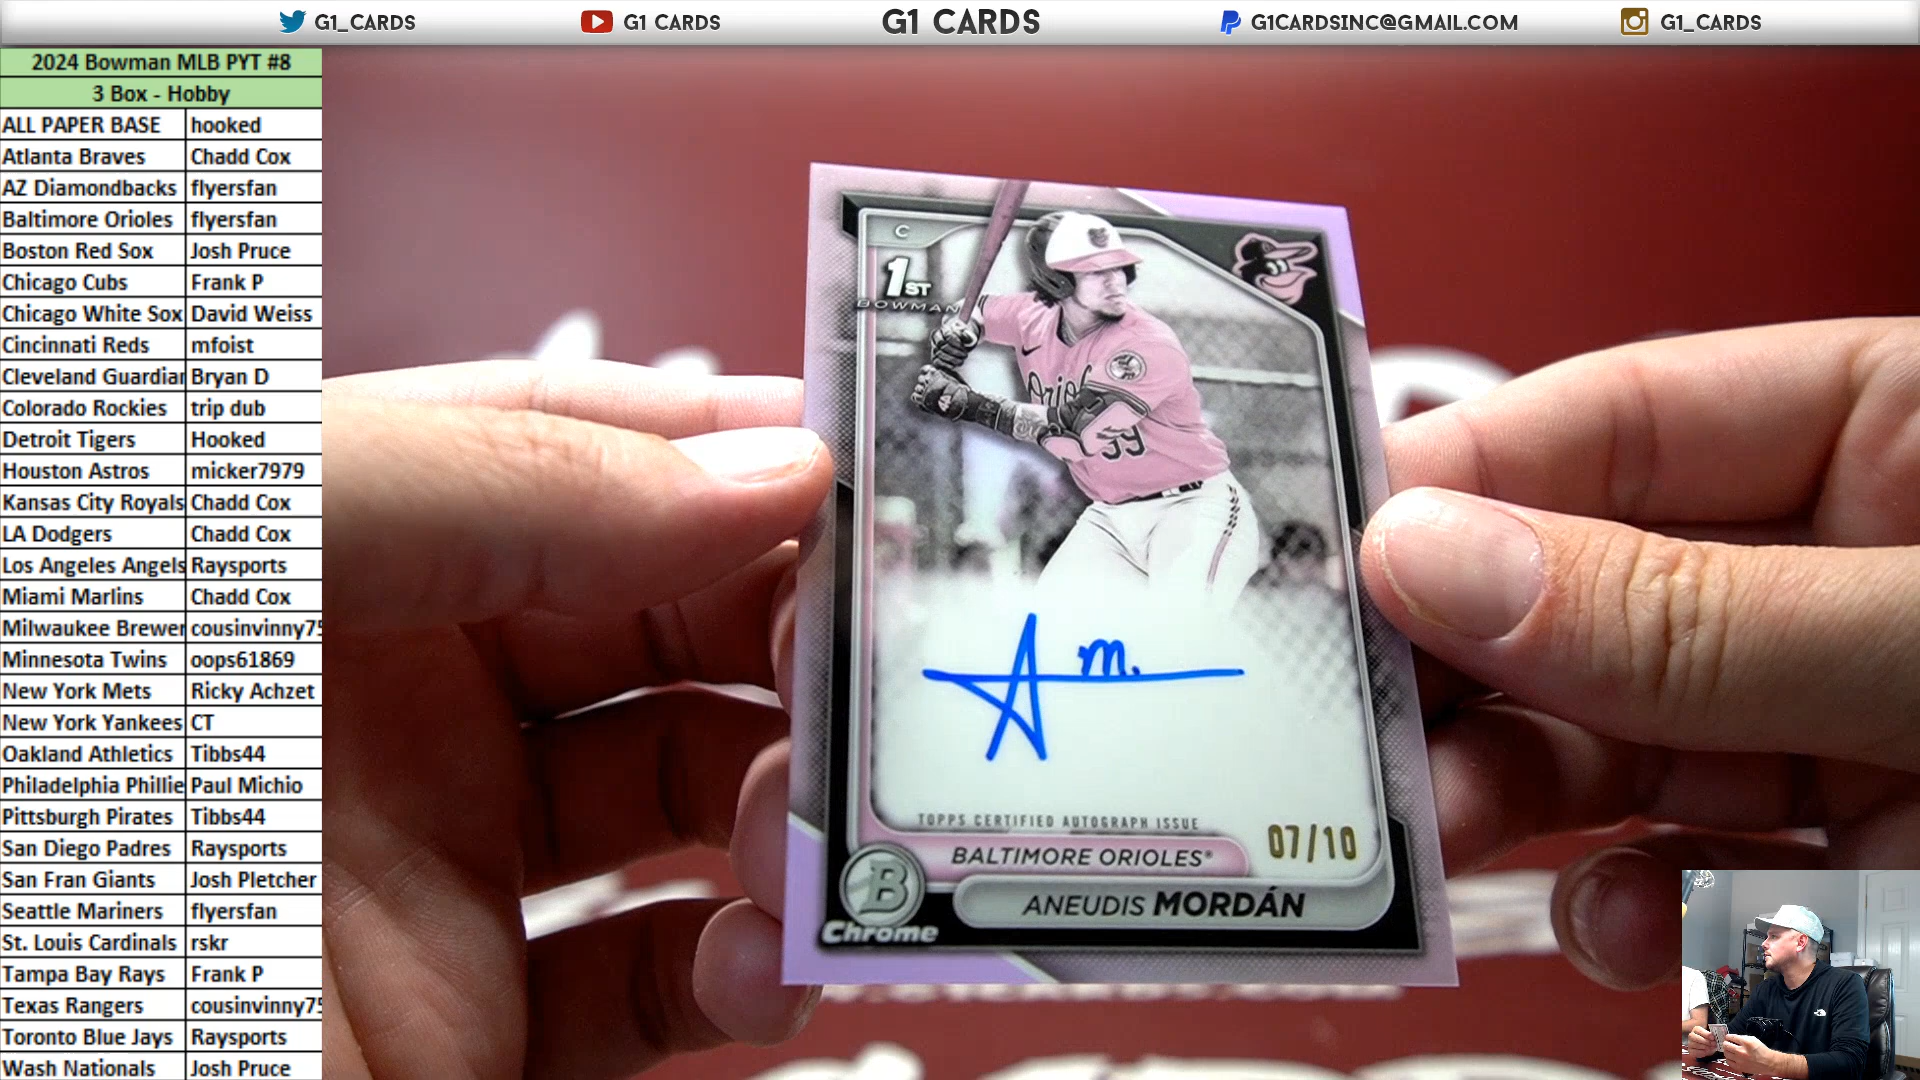 G1_CARDS
G1 CARDS
G1 CARDS
G1CARDSINC@GMAIL.COM
G1_CARDS
2024 Bowman MLB PYT #8
3 Box - Hobby
ALL PAPER BASE hooked
Atlanta Braves Chadd Cox
AZ Diamondbacks flyersfan
Baltimore Orioles flyersfan
Boston Red Sox Josh Pruce
Chicago Cubs Frank P
Chicago White Sox David Weiss
Cincinnati Reds mfoist
Cleveland Guardian Bryan D
Colorado Rockies trip dub
Detroit Tigers Hooked
Houston Astros micker7979
Kansas City Royals Chadd Cox
LA Dodgers Chadd Cox
Los Angeles Angels Raysports
Miami Marlins Chadd Cox
Milwaukee Brewer cousinvinny75
Minnesota Twins oops61869
New York Mets Ricky Achzet
New York Yankees CT
Oakland Athletics Tibbs44
Philadelphia Phillie Paul Michio
Pittsburgh Pirates Tibbs44
San Diego Padres Raysports
San Fran Giants Josh Pletcher
Seattle Mariners flyersfan
St. Louis Cardinals rskr
Tampa Bay Rays Frank P
Texas Rangers cousinvinny75
Toronto Blue Jays Raysports
Wash Nationals Josh Pruce
C
1ST
BOWMAN
Oriol
39
A m.
TOPPS CERTIFIED AUTOGRAPH ISSUE
07/10
BALTIMORE ORIOLES®
B
Chrome
ANEUDIS MORDÁN